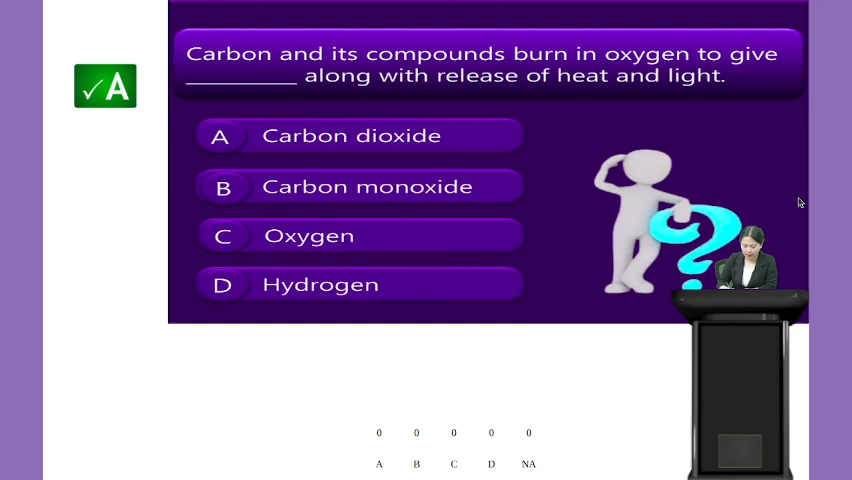 Carbon and its compounds burn in oxygen to give
__________ along with release of heat and light.
✓A
A Carbon dioxide
B Carbon monoxide
C Oxygen
D Hydrogen
0 0 0 0 0
A B C D NA